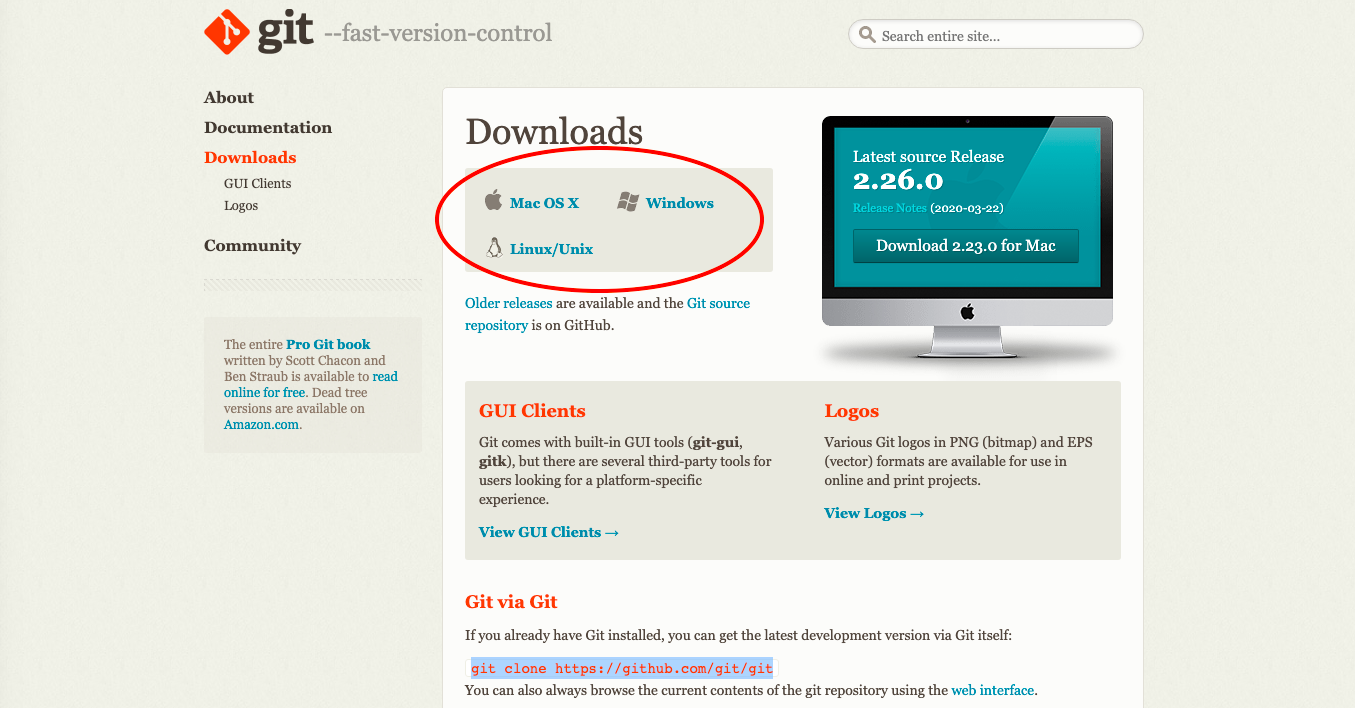 git --fast-version-control
Search entire site...
About
Documentation
Downloads
GUI Clients
Logos
Community
The entire Pro Git book
written by Scott Chacon and
Ben Straub is available to read
online for free. Dead tree
versions are available on
Amazon.com.
Downloads
Mac OS X
Windows
Linux/Unix
Older releases are available and the Git source
repository is on GitHub.
Latest source Release
2.26.0
Release Notes (2020-03-22)
Download 2.23.0 for Mac
GUI Clients
Git comes with built-in GUI tools (git-gui,
gitk), but there are several third-party tools for
users looking for a platform-specific
experience.
View GUI Clients →
Logos
Various Git logos in PNG (bitmap) and EPS
(vector) formats are available for use in
online and print projects.
View Logos →
Git via Git
If you already have Git installed, you can get the latest development version via Git itself:
git clone https://github.com/git/git
You can also always browse the current contents of the git repository using the web interface.